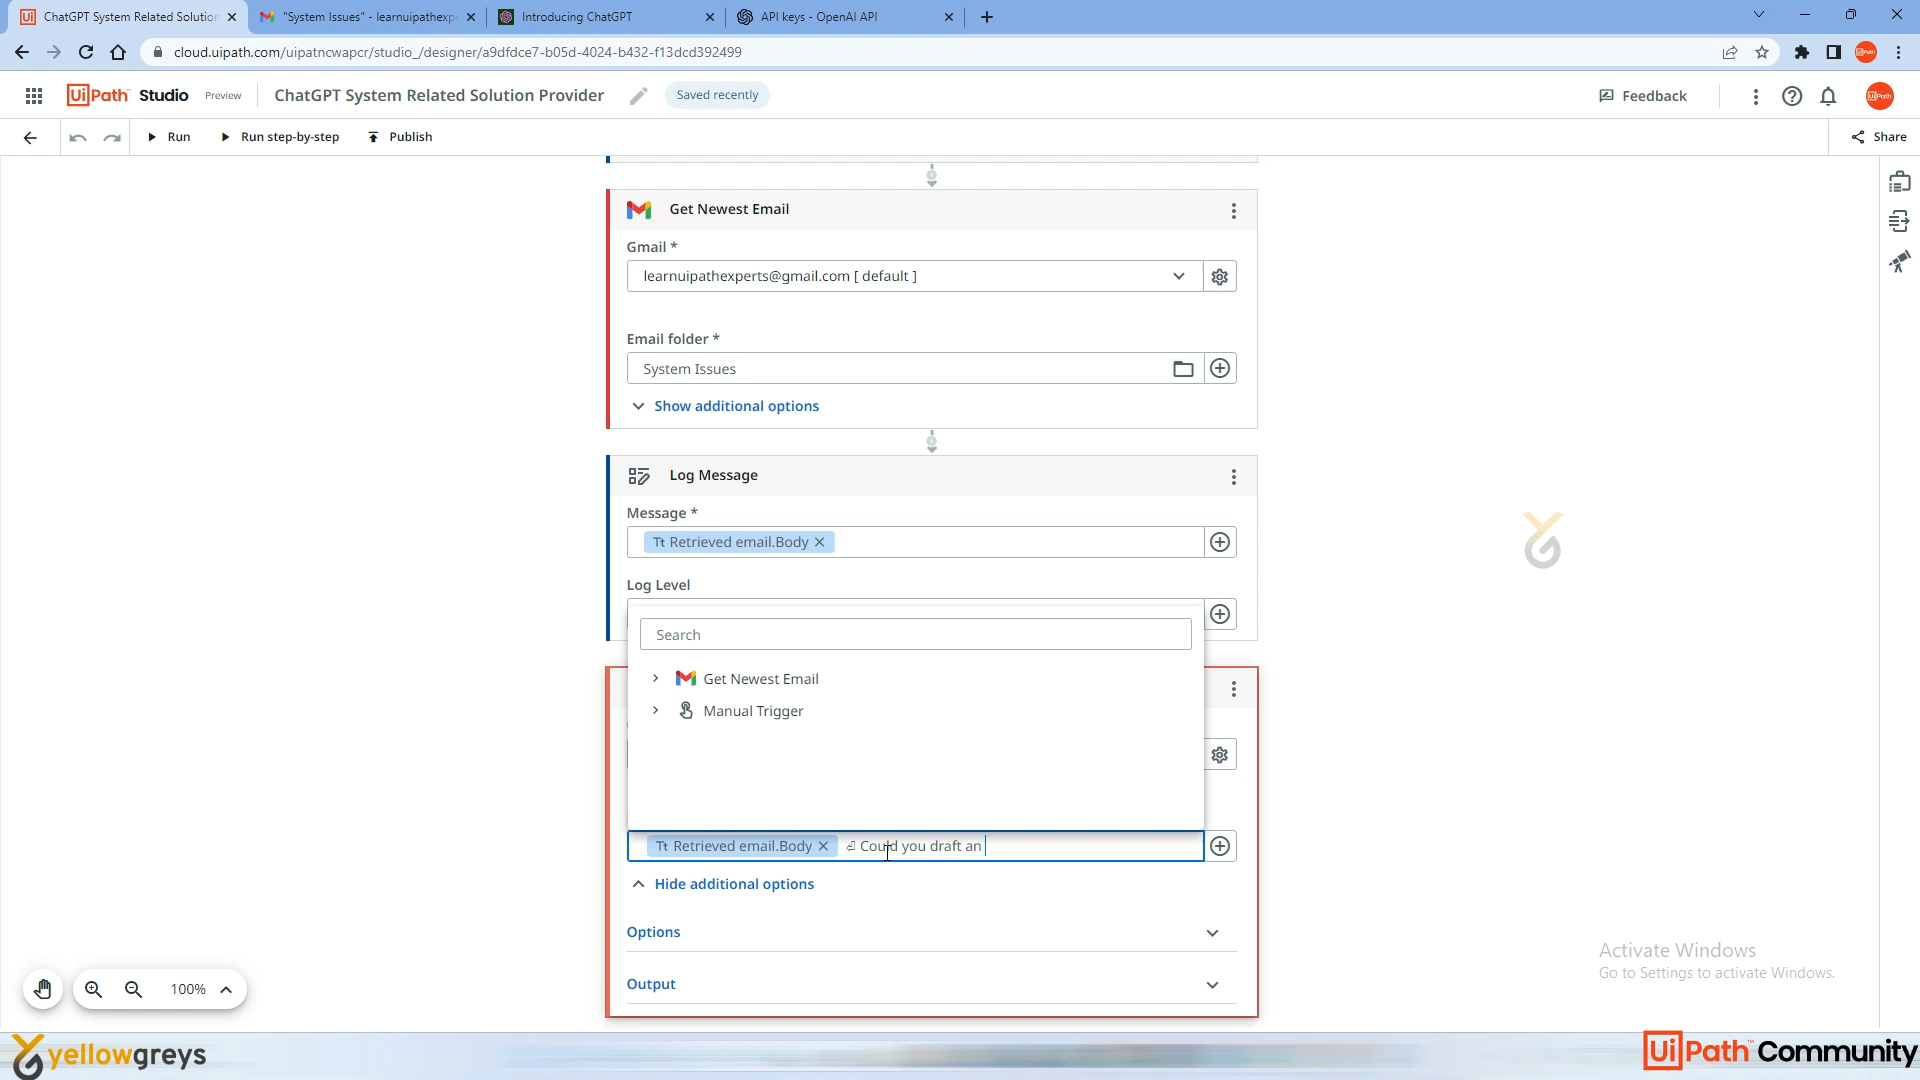 ChatGPT System Related Solution
"System Issues" - learnuipathexp
Introducing ChatGPT
API keys - OpenAI API
cloud.uipath.com/uipatncwapcr/studio_/designer/a9dfdce7-b05d-4024-b432-f13dcd392499
UiPath Studio Preview
ChatGPT System Related Solution Provider
Saved recently
Feedback
Run
Run step-by-step
Publish
Share
Get Newest Email
Gmail *
learnuipathexperts@gmail.com [ default ]
Email folder *
System Issues
Show additional options
Log Message
Message *
Tt Retrieved email.Body
Log Level
Search
Get Newest Email
Manual Trigger
Tt Retrieved email.Body ⏎ Could you draft an
Hide additional options
Options
Output
100%
Activate Windows
Go to Settings to activate Windows.
yellowgreys
UiPath Community